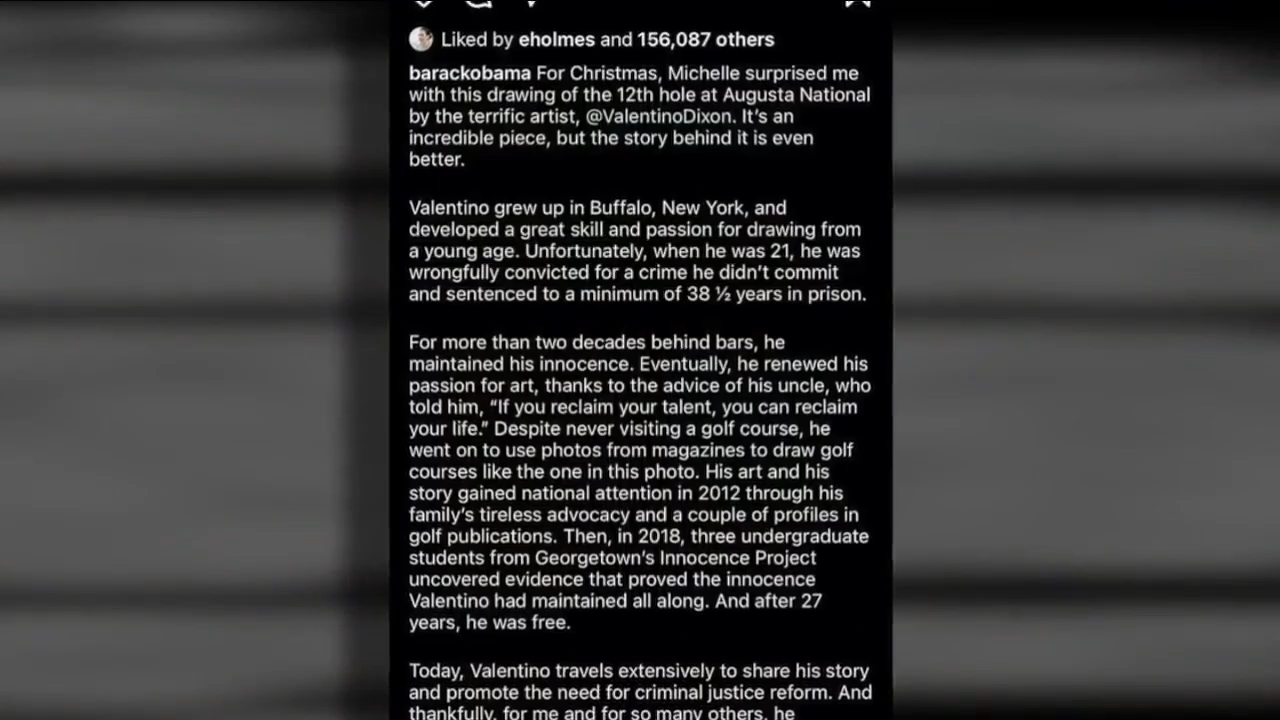 Liked by eholmes and 156,087 others
barackobama For Christmas, Michelle surprised me
with this drawing of the 12th hole at Augusta National
by the terrific artist, @ValentinoDixon. It's an
incredible piece, but the story behind it is even
better.
Valentino grew up in Buffalo, New York, and
developed a great skill and passion for drawing from
a young age. Unfortunately, when he was 21, he was
wrongfully convicted for a crime he didn't commit
and sentenced to a minimum of 38 ½ years in prison.
For more than two decades behind bars, he
maintained his innocence. Eventually, he renewed his
passion for art, thanks to the advice of his uncle, who
told him, “If you reclaim your talent, you can reclaim
your life.” Despite never visiting a golf course, he
went on to use photos from magazines to draw golf
courses like the one in this photo. His art and his
story gained national attention in 2012 through his
family's tireless advocacy and a couple of profiles in
golf publications. Then, in 2018, three undergraduate
students from Georgetown's Innocence Project
uncovered evidence that proved the innocence
Valentino had maintained all along. And after 27
years, he was free.
Today, Valentino travels extensively to share his story
and promote the need for criminal justice reform. And
thankfully, for me and for so many others, he